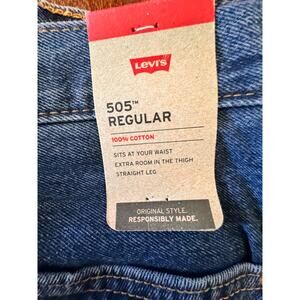 Levi's
505™
REGULAR
100% COTTON
SITS AT YOUR WAIST
EXTRA ROOM IN THE THIGH
STRAIGHT LEG
ORIGINAL STYLE.
RESPONSIBLY MADE.